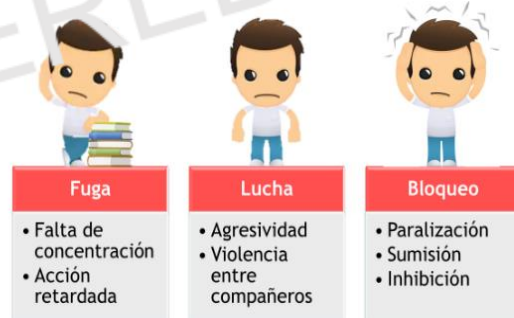 Fuga
• Falta de
concentración
• Acción
retardada
Lucha
• Agresividad
• Violencia
entre
compañeros
Bloqueo
• Paralización
• Sumisión
• Inhibición